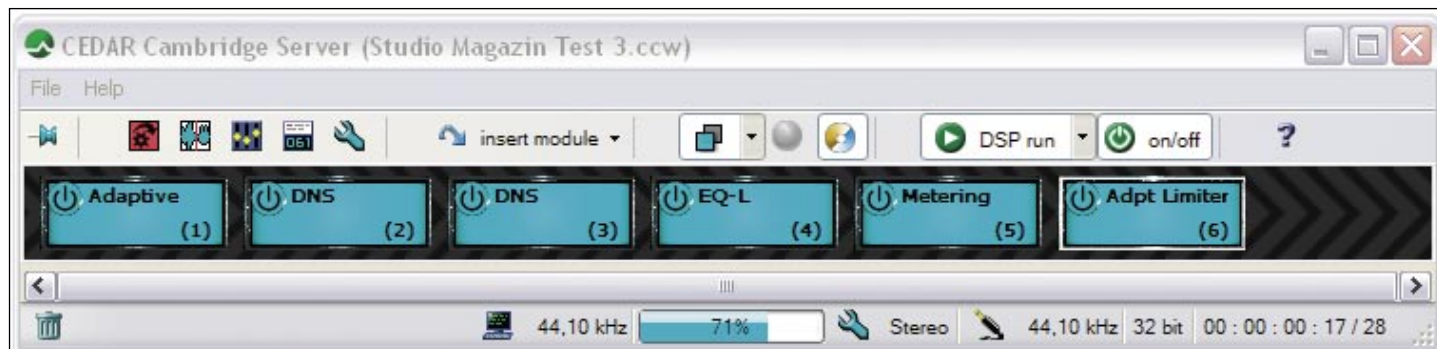 CEDAR Cambridge Server (Studio Magazin Test 3.ccw)
File Help
061 insert module DSP run on/off ?
Adaptive DNS DNS EQ-L Metering Adpt Limiter
(1) (2) (3) (4) (5) (6)
44,10 kHz 71% Stereo 44,10 kHz 32 bit 00 : 00 : 00 : 17 / 28